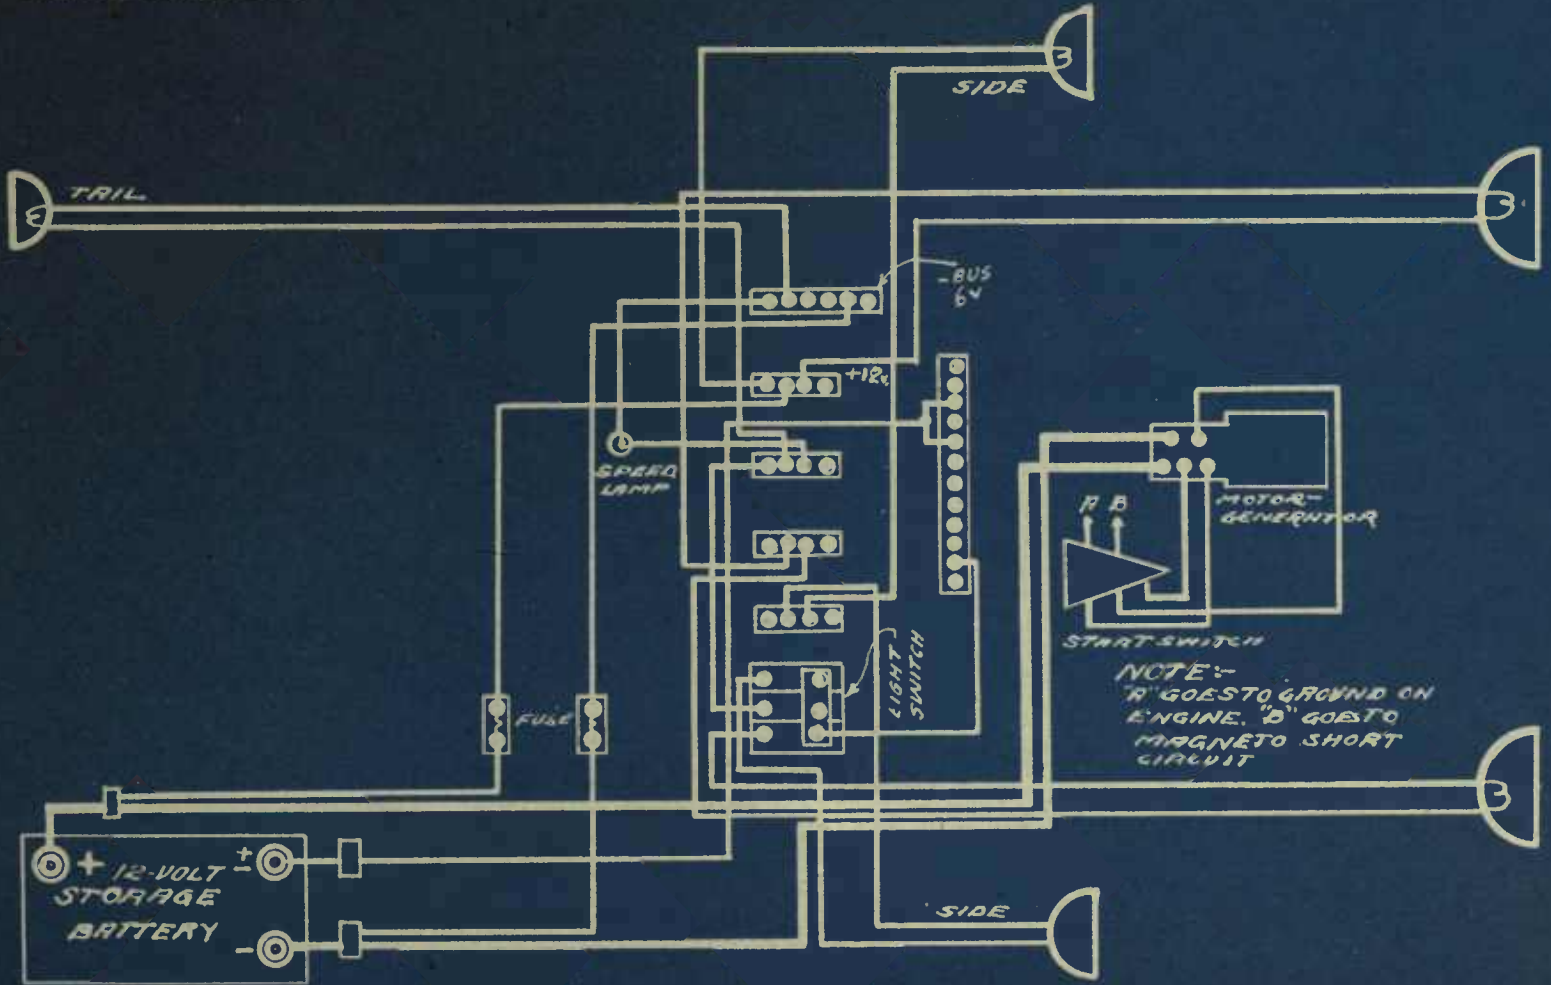 SIDE
TAIL
-BUS
6V
+12V.
SPEED
LAMP
MOTOR-
GENERATOR
A B
START SWITCH
LIGHT
SWITCH
NOTE:-
"A" GOES TO GROUND ON
ENGINE. "B" GOES TO
MAGNETO SHORT
CIRCUIT
FUSE
+ 12-VOLT + -
STORAGE
BATTERY -
SIDE